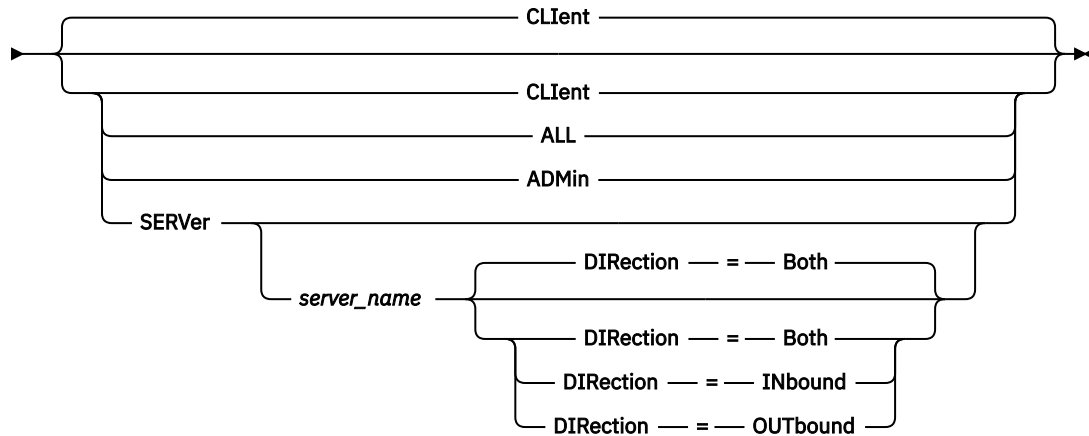 CLIent
CLIent
ALL
ADMin
SERVer
DIRection = Both
server_name
DIRection = Both
DIRection = INbound
DIRection = OUTbound